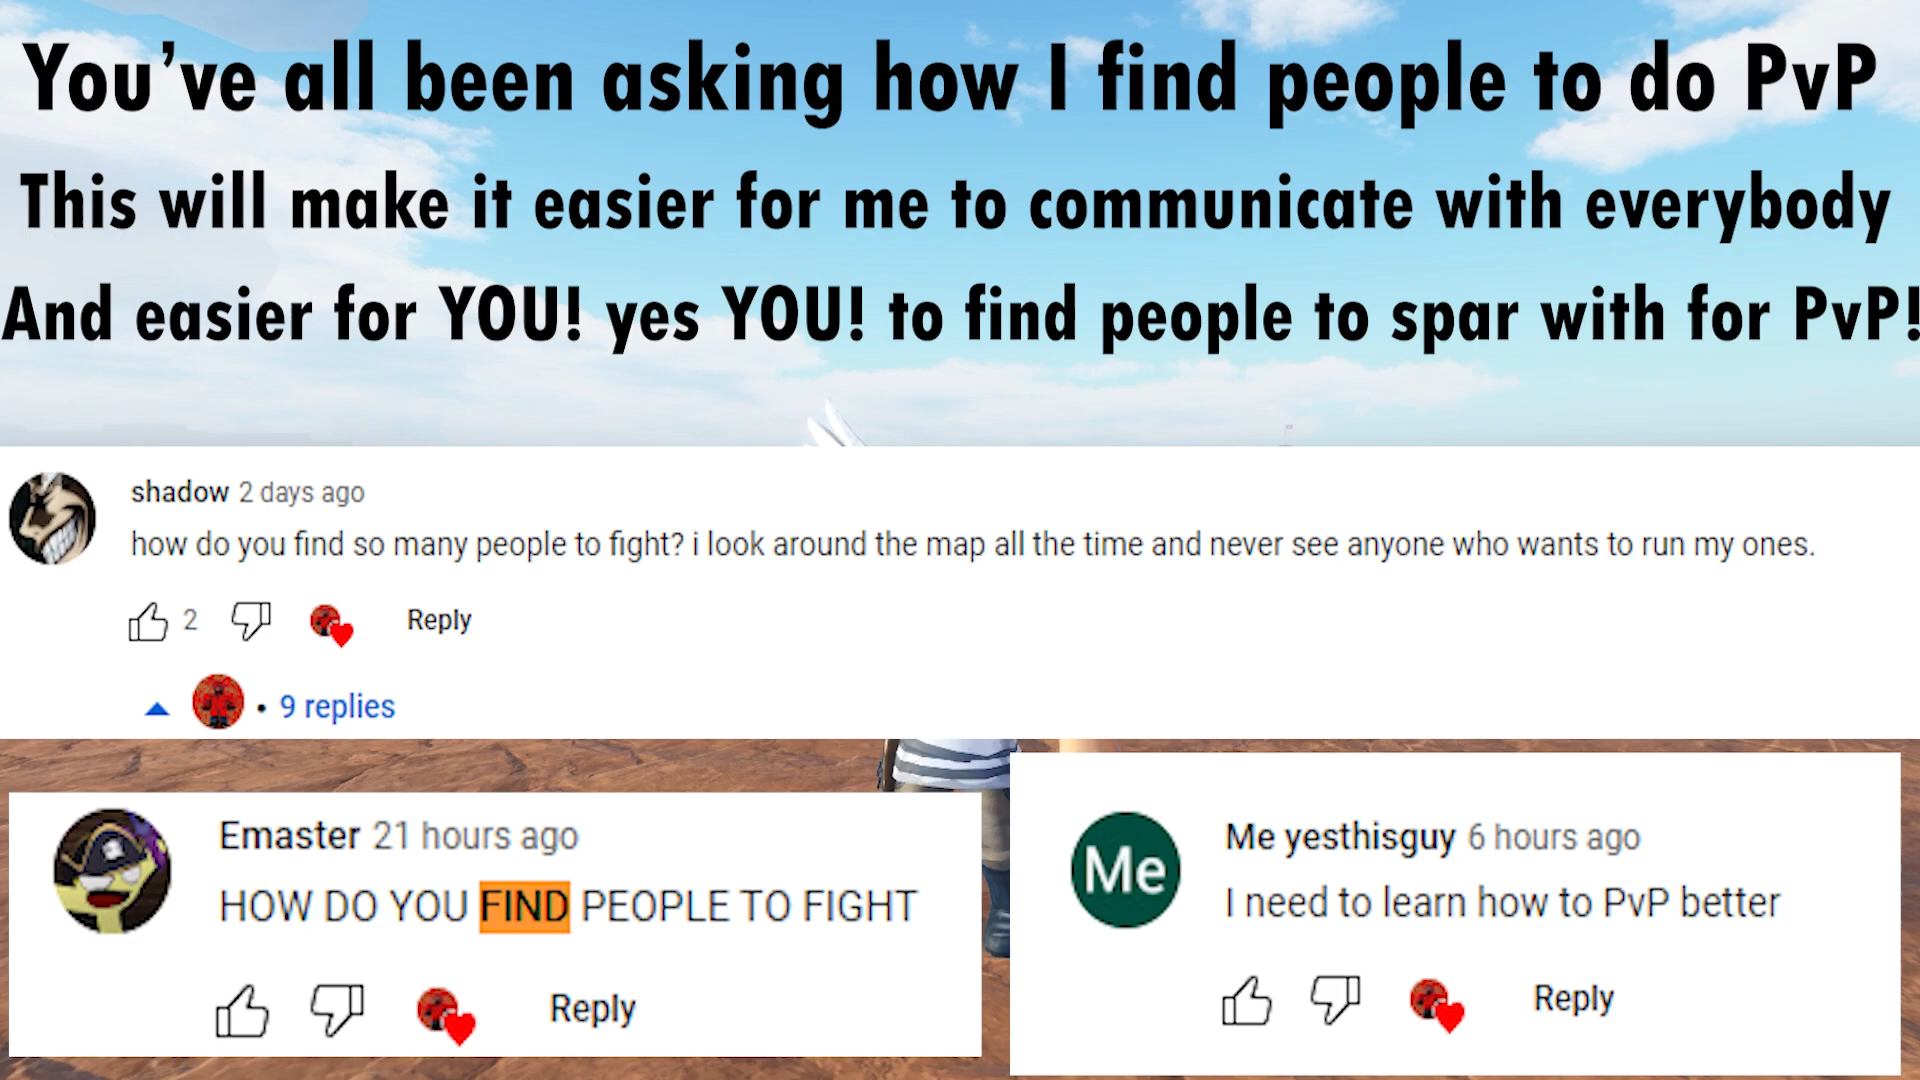 You've all been asking how I find people to do PvP
This will make it easier for me to communicate with everybody
And easier for YOU! yes YOU! to find people to spar with for PvP!
shadow 2 days ago
how do you find so many people to fight? i look around the map all the time and never see anyone who wants to run my ones.
2 Reply
• 9 replies
Emaster 21 hours ago
HOW DO YOU FIND PEOPLE TO FIGHT
Reply
Me
Me yesthisguy 6 hours ago
I need to learn how to PvP better
Reply